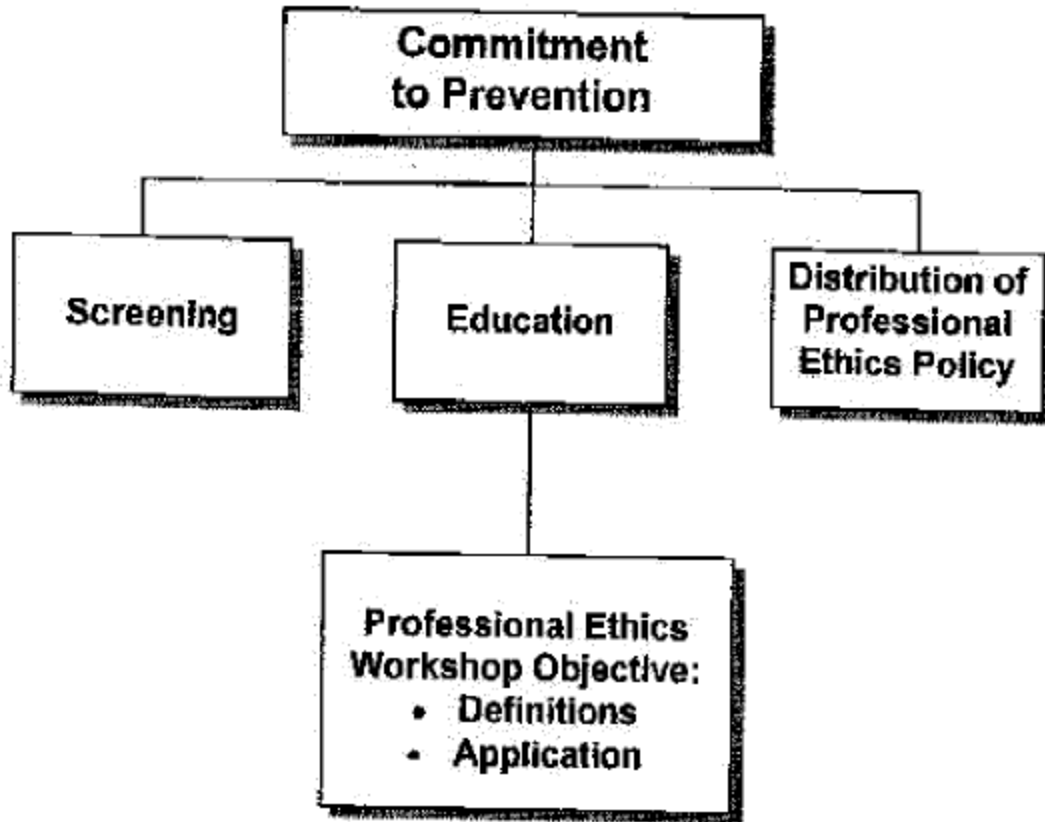 Commitment
to Prevention
Screening
Education
Distribution of
Professional
Ethics Policy
Professional Ethics
Workshop Objective:
• Definitions
• Application